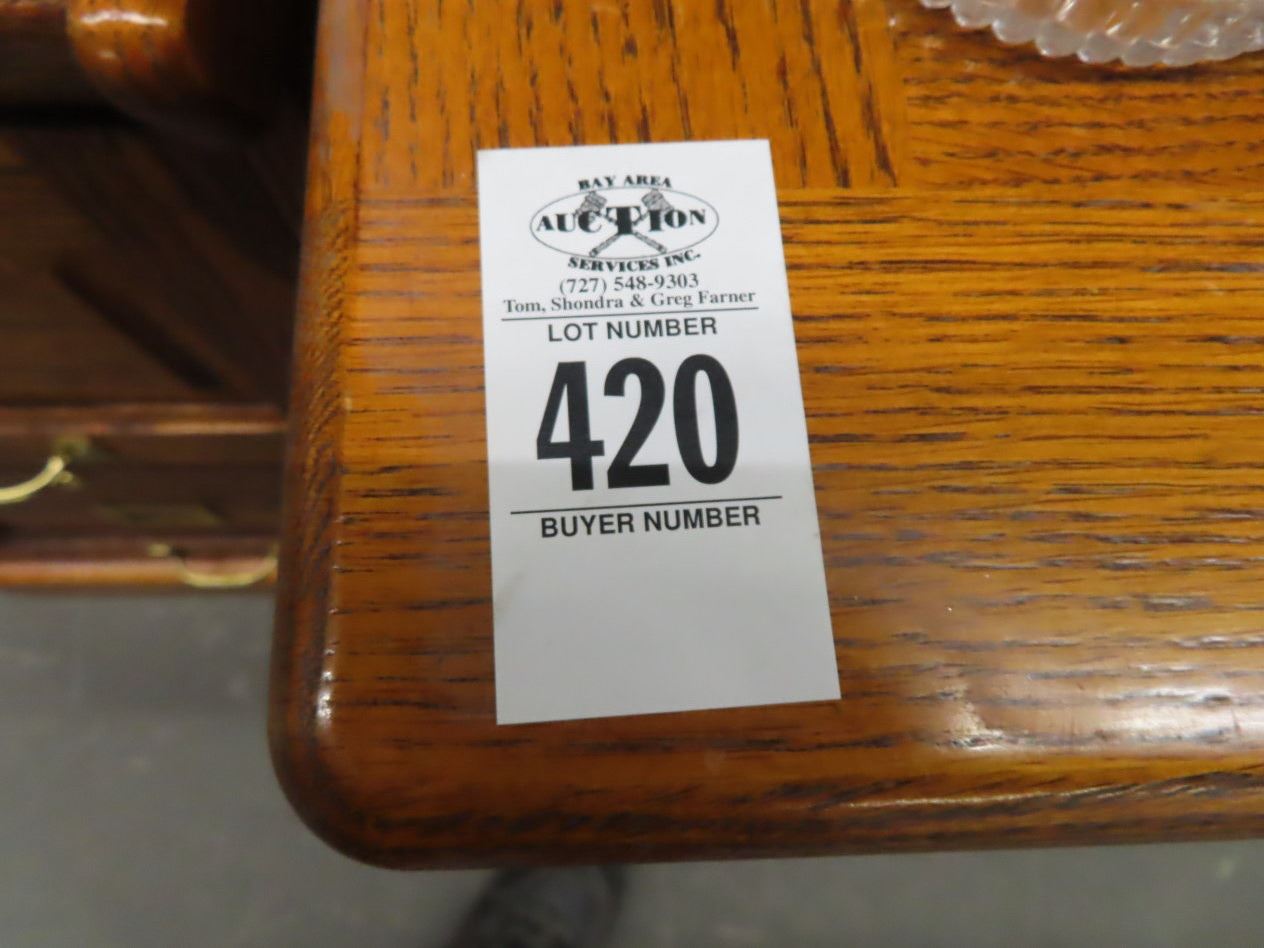 BAY AREA
AUCTION
SERVICES INC.
(727) 548-9303
Tom, Shondra & Greg Farner
LOT NUMBER
420
BUYER NUMBER